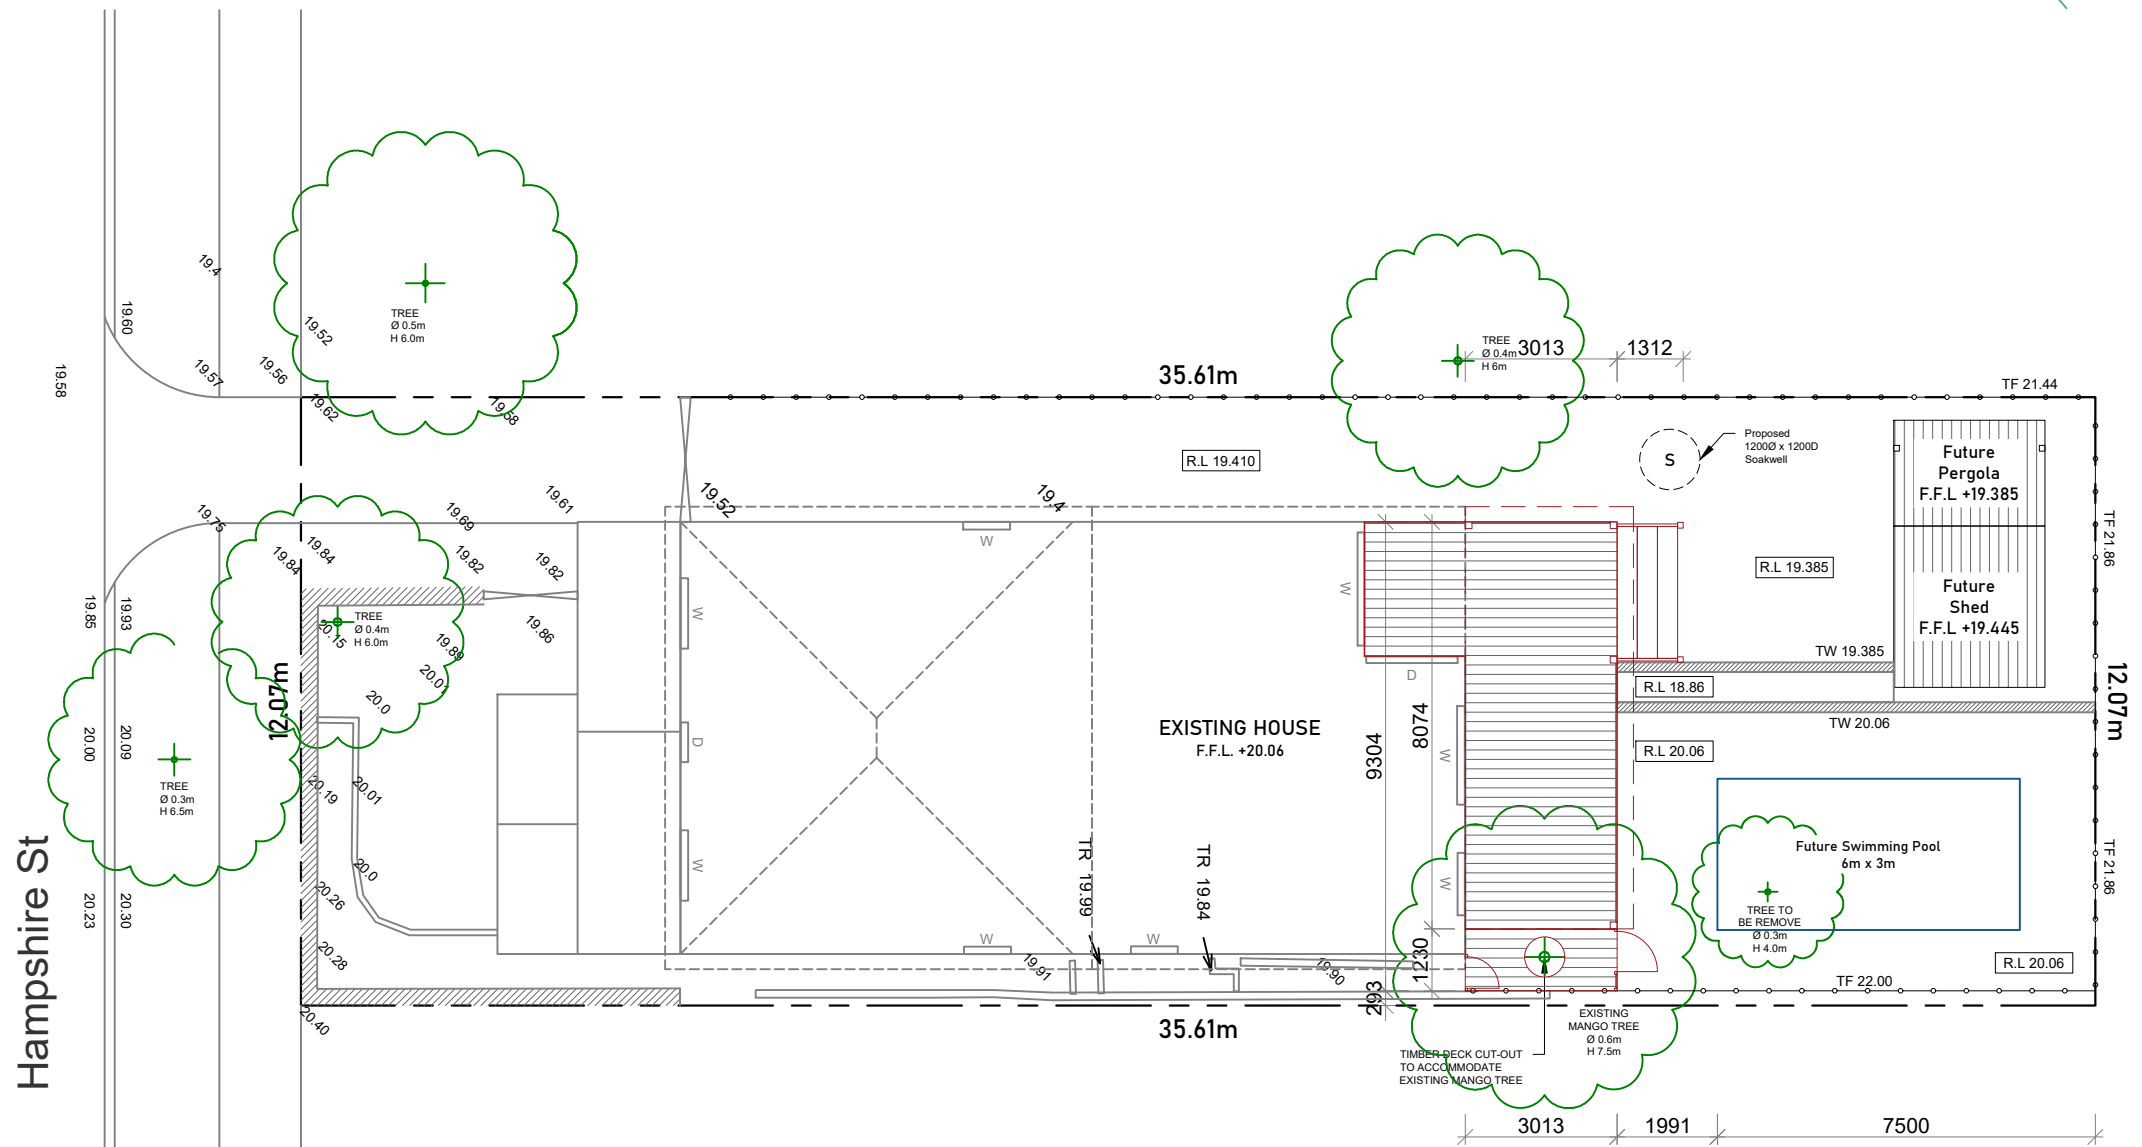 19.4
19.60
19.52
TREE
Ø 0.5m
H 6.0m
TREE
Ø 0.4m
H 6m
3013
1312
19.58
19.57
19.56
19.62
19.58
35.61m
TF 21.44
R.L 19.410
Proposed
1200Ø x 1200D
Soakwell
S
Future
Pergola
F.F.L +19.385
19.75
19.69
19.61
19.52
19.4
TF 21.86
19.84
19.84
19.82
19.82
W
W
W
R.L 19.385
Future
Shed
F.F.L +19.445
19.85
19.93
20.15
TREE
Ø 0.4m
H 6.0m
19.89
19.86
TW 19.385
20.01
20.0
D
R.L 18.86
12.07m
12.07m
20.00
20.09
D
EXISTING HOUSE
F.F.L. +20.06
9304
8074
W
TW 20.06
R.L 20.06
TREE
Ø 0.3m
H 6.5m
20.19
20.01
Future Swimming Pool
6m x 3m
TF 21.86
Hampshire St
20.23
20.30
20.26
20.0
W
TR 19.99
TR 19.84
W
TREE TO
BE REMOVE
Ø 0.3m
H 4.0m
20.28
W
W
19.91
19.90
1230
293
R.L 20.06
TF 22.00
20.40
35.61m
EXISTING
MANGO TREE
Ø 0.6m
H 7.5m
TIMBER DECK CUT-OUT
TO ACCOMMODATE
EXISTING MANGO TREE
3013
1991
7500